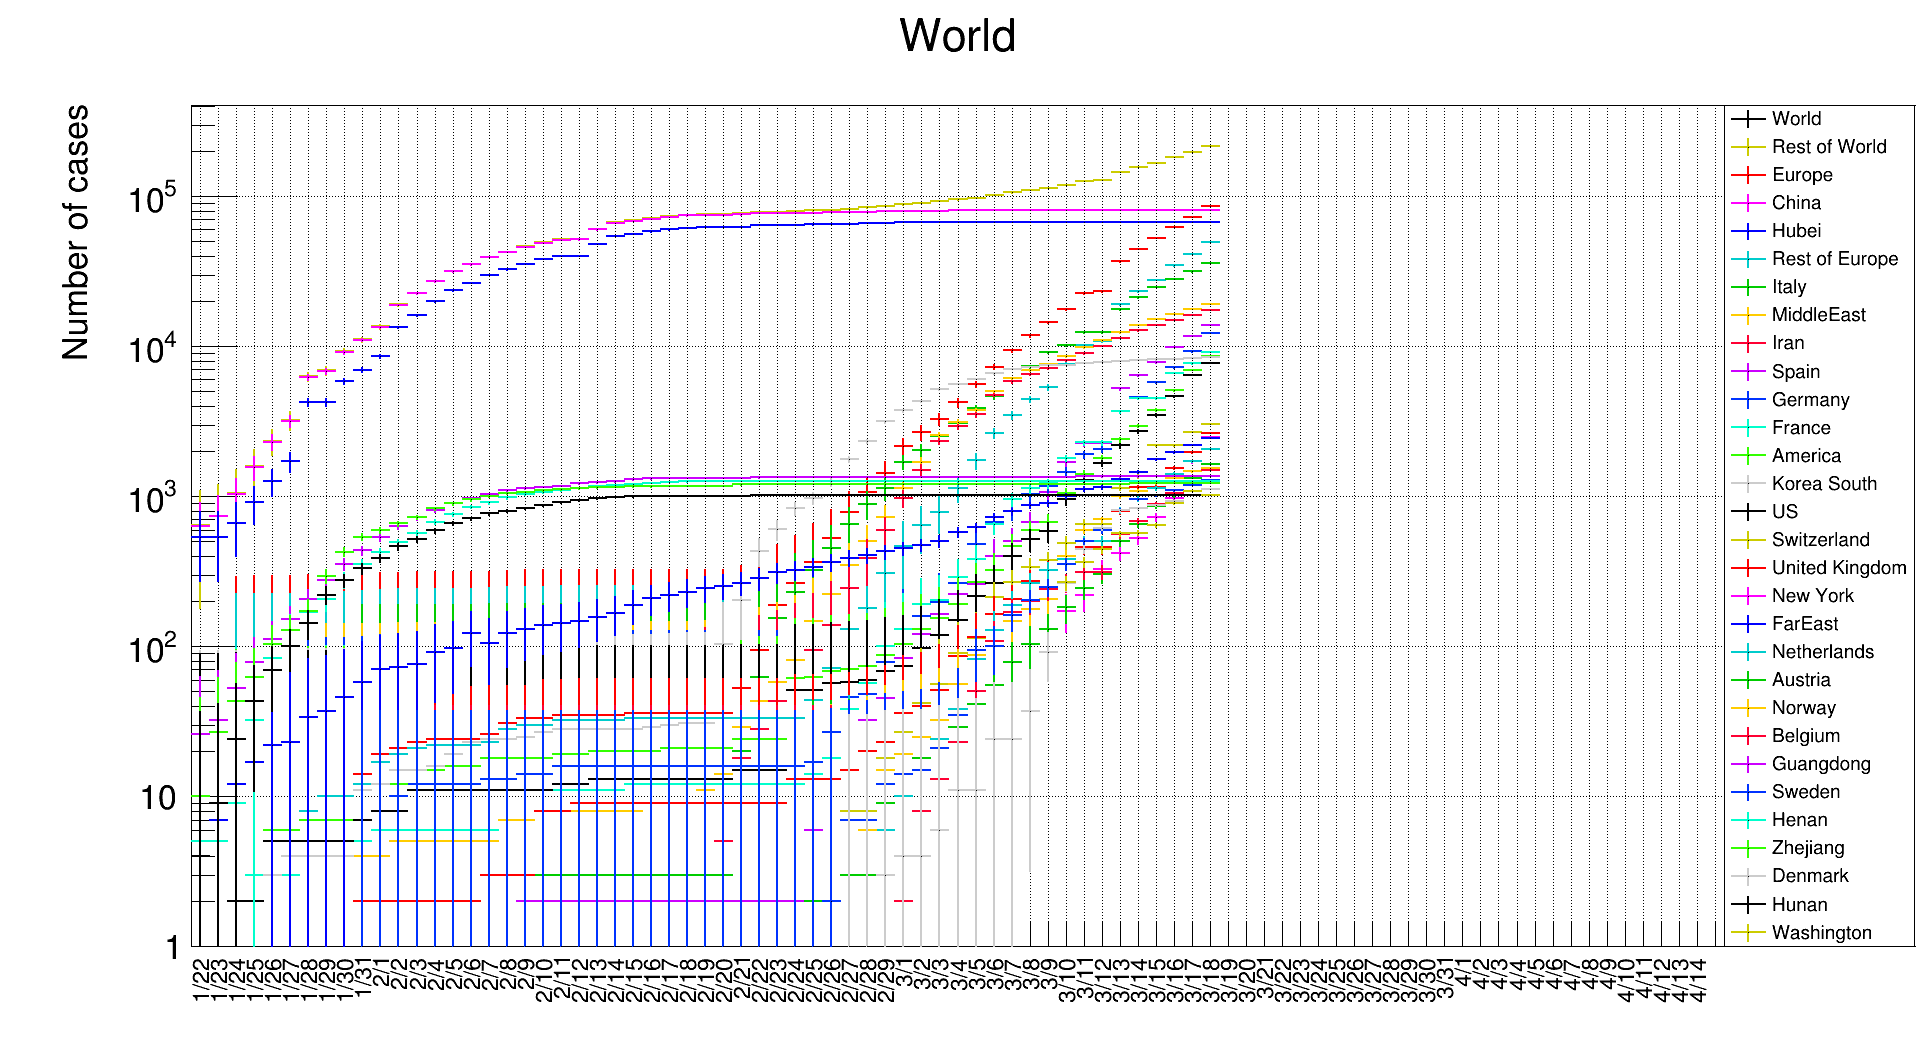 World
Number of cases
10^5
10^4
10^3
10^2
10
1
1/22 1/23 1/24 1/25 1/26 1/27 1/28 1/29 1/30 1/31 2/1 2/2 2/3 2/4 2/5 2/6 2/7 2/8 2/9 2/10 2/11 2/12 2/13 2/14 2/15 2/16 2/17 2/18 2/19 2/20 2/21 2/22 2/23 2/24 2/25 2/26 2/27 2/28 2/29 3/1 3/2 3/3 3/4 3/5 3/6 3/7 3/8 3/9 3/10 3/11 3/12 3/13 3/14 3/15 3/16 3/17 3/18 3/19 3/20 3/21 3/22 3/23 3/24 3/25 3/26 3/27 3/28 3/29 3/30 3/31 4/1 4/2 4/3 4/4 4/5 4/6 4/7 4/8 4/9 4/10 4/11 4/12 4/13 4/14
World
Rest of World
Europe
China
Hubei
Rest of Europe
Italy
MiddleEast
Iran
Spain
Germany
France
America
Korea South
US
Switzerland
United Kingdom
New York
FarEast
Netherlands
Austria
Norway
Belgium
Guangdong
Sweden
Henan
Zhejiang
Denmark
Hunan
Washington